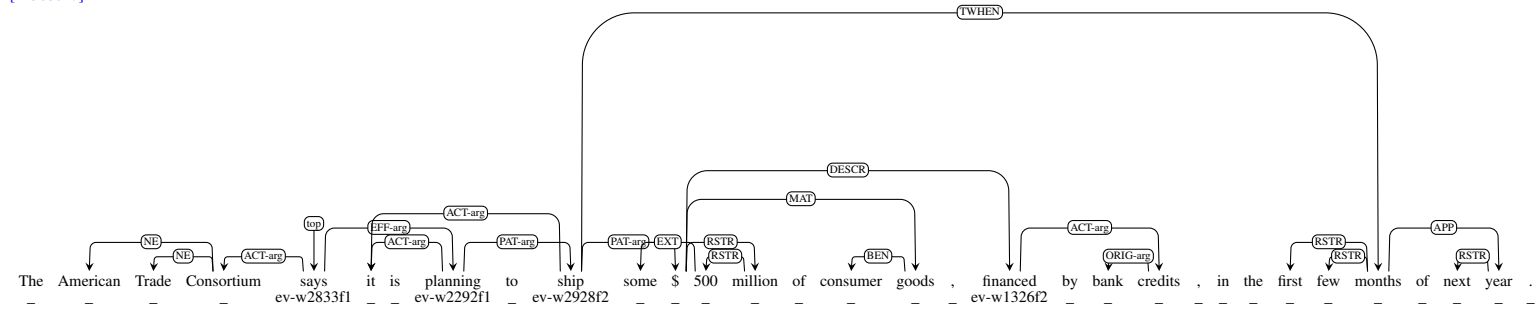 TWHEN
DESCR
MAT
ACT-arg
top EFF-arg ACT-arg
NE ACT-arg PAT-arg EXT RSTR RSTR APP
NE ACT-arg PAT-arg RSTR BEN ORIG-arg RSTR RSTR
The American Trade Consortium says it is planning to ship some $ 500 million of consumer goods , financed by bank credits , in the first few months of next year .
_ _ _ _ ev-w2833f1 _ _ ev-w2292f1 _ ev-w2928f2 _ _ _ _ _ _ _ _ ev-w1326f2 _ _ _ _ _ _ _ _ _ _ _ _ _